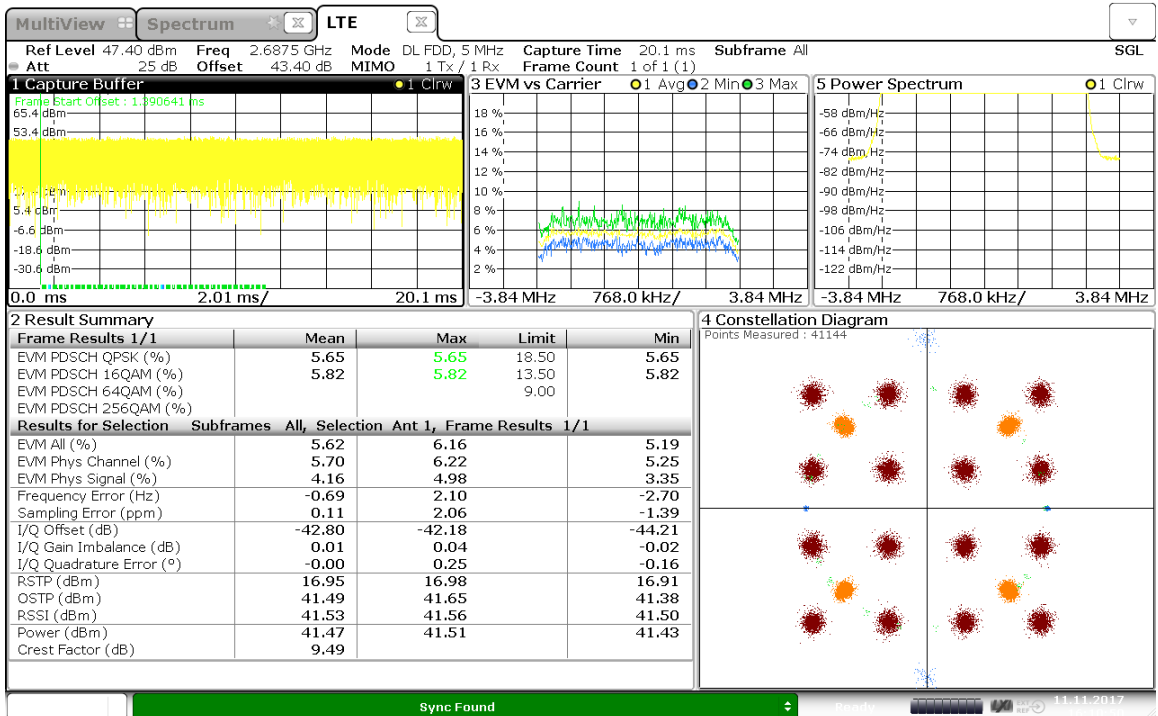 MultiView Spectrum LTE
Ref Level 47.40 dBm Freq 2.6875 GHz Mode DL FDD, 5 MHz Capture Time 20.1 ms Subframe All SGL
Att 25 dB Offset 43.40 dB MIMO 1 Tx / 1 Rx Frame Count 1 of 1 (1)
1 Capture Buffer 1 Clrw
Frame Start Offset : 1.390641 ms
65.4 dBm
53.4 dBm
5.4 dBm
-6.6 dBm
-18.6 dBm
-30.6 dBm
0.0 ms 2.01 ms/ 20.1 ms
3 EVM vs Carrier 1 Avg 2 Min 3 Max
18 %
16 %
14 %
12 %
10 %
8 %
6 %
4 %
2 %
-3.84 MHz 768.0 kHz/ 3.84 MHz
5 Power Spectrum 1 Clrw
-58 dBm/Hz
-66 dBm/Hz
-74 dBm/Hz
-82 dBm/Hz
-90 dBm/Hz
-98 dBm/Hz
-106 dBm/Hz
-114 dBm/Hz
-122 dBm/Hz
-3.84 MHz 768.0 kHz/ 3.84 MHz
2 Result Summary
Frame Results 1/1 Mean Max Limit Min
EVM PDSCH QPSK (%) 5.65 5.65 18.50 5.65
EVM PDSCH 16QAM (%) 5.82 5.82 13.50 5.82
EVM PDSCH 64QAM (%) 9.00
EVM PDSCH 256QAM (%)
Results for Selection Subframes All, Selection Ant 1, Frame Results 1/1
EVM All (%) 5.62 6.16 5.19
EVM Phys Channel (%) 5.70 6.22 5.25
EVM Phys Signal (%) 4.16 4.98 3.35
Frequency Error (Hz) -0.69 2.10 -2.70
Sampling Error (ppm) 0.11 2.06 -1.39
I/Q Offset (dB) -42.80 -42.18 -44.21
I/Q Gain Imbalance (dB) 0.01 0.04 -0.02
I/Q Quadrature Error (°) -0.00 0.25 -0.16
RSTP (dBm) 16.95 16.98 16.91
OSTP (dBm) 41.49 41.65 41.38
RSSI (dBm) 41.53 41.56 41.50
Power (dBm) 41.47 41.51 41.43
Crest Factor (dB) 9.49
4 Constellation Diagram
Points Measured : 41144
Sync Found
Ready
11.11.2017